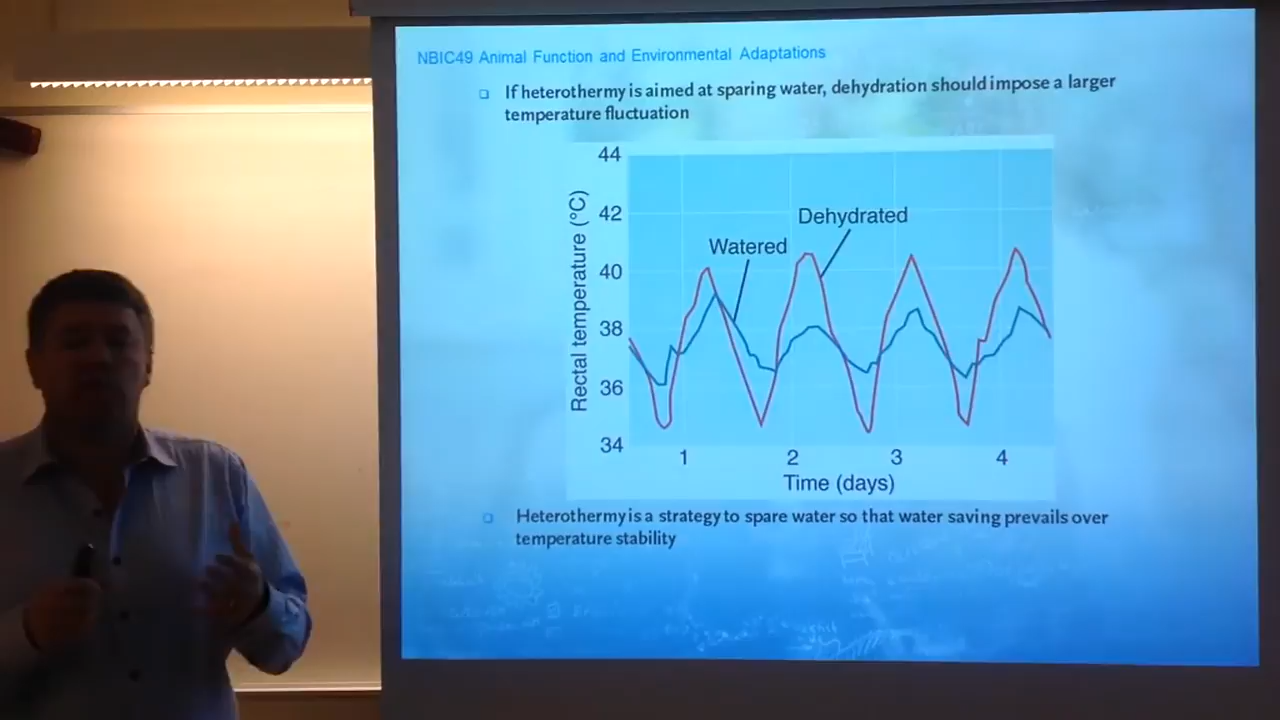 NBIC49 Animal Function and Environmental Adaptations
If heterothermy is aimed at sparing water, dehydration should impose a larger
temperature fluctuation
44
42
40
38
36
34
Rectal temperature (°C)
Dehydrated
Watered
1 2 3 4
Time (days)
Heterothermy is a strategy to spare water so that water saving prevails over
temperature stability